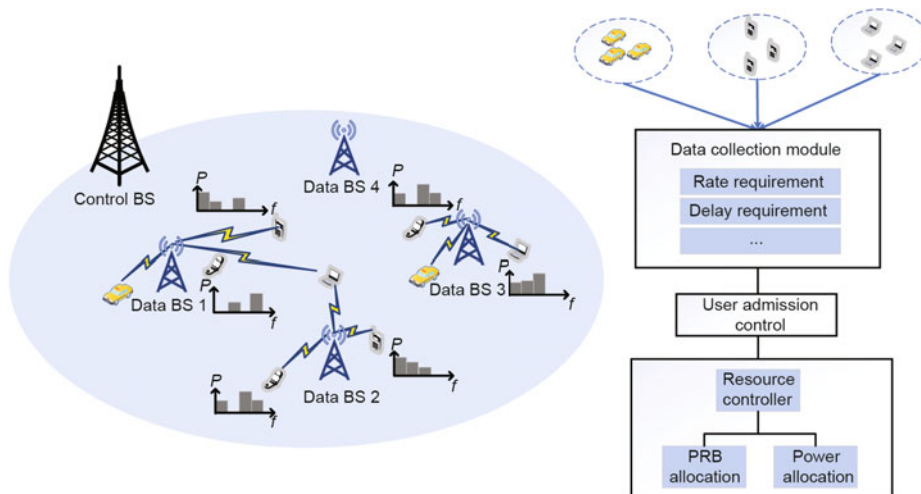 Control BS
Data BS 4
P
f
P
f
Data BS 1
P
f
Data BS 3
P
f
Data BS 2
P
f
P
f
Data collection module
Rate requirement
Delay requirement
...
User admission
control
Resource
controller
PRB
allocation
Power
allocation